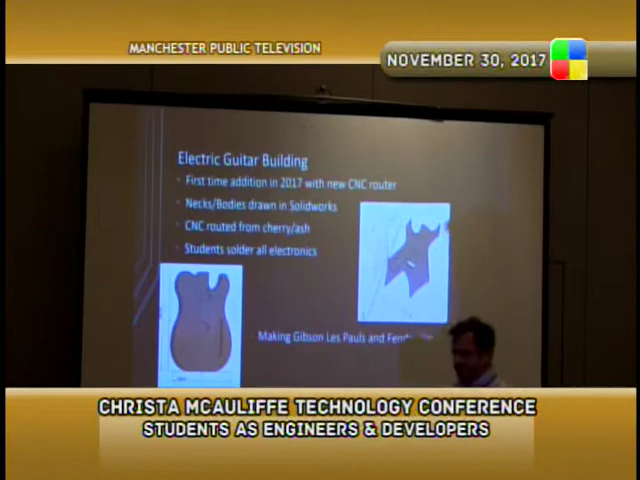 MANCHESTER PUBLIC TELEVISION
NOVEMBER 30, 2017
Electric Guitar Building
First time addition in 2017 with new CNC router
Necks/Bodies drawn in Solidworks
CNC routed from cherry/ash
Students solder all electronics
Making Gibson Les Pauls and
CHRISTA MCAULIFFE TECHNOLOGY CONFERENCE
STUDENTS AS ENGINEERS & DEVELOPERS